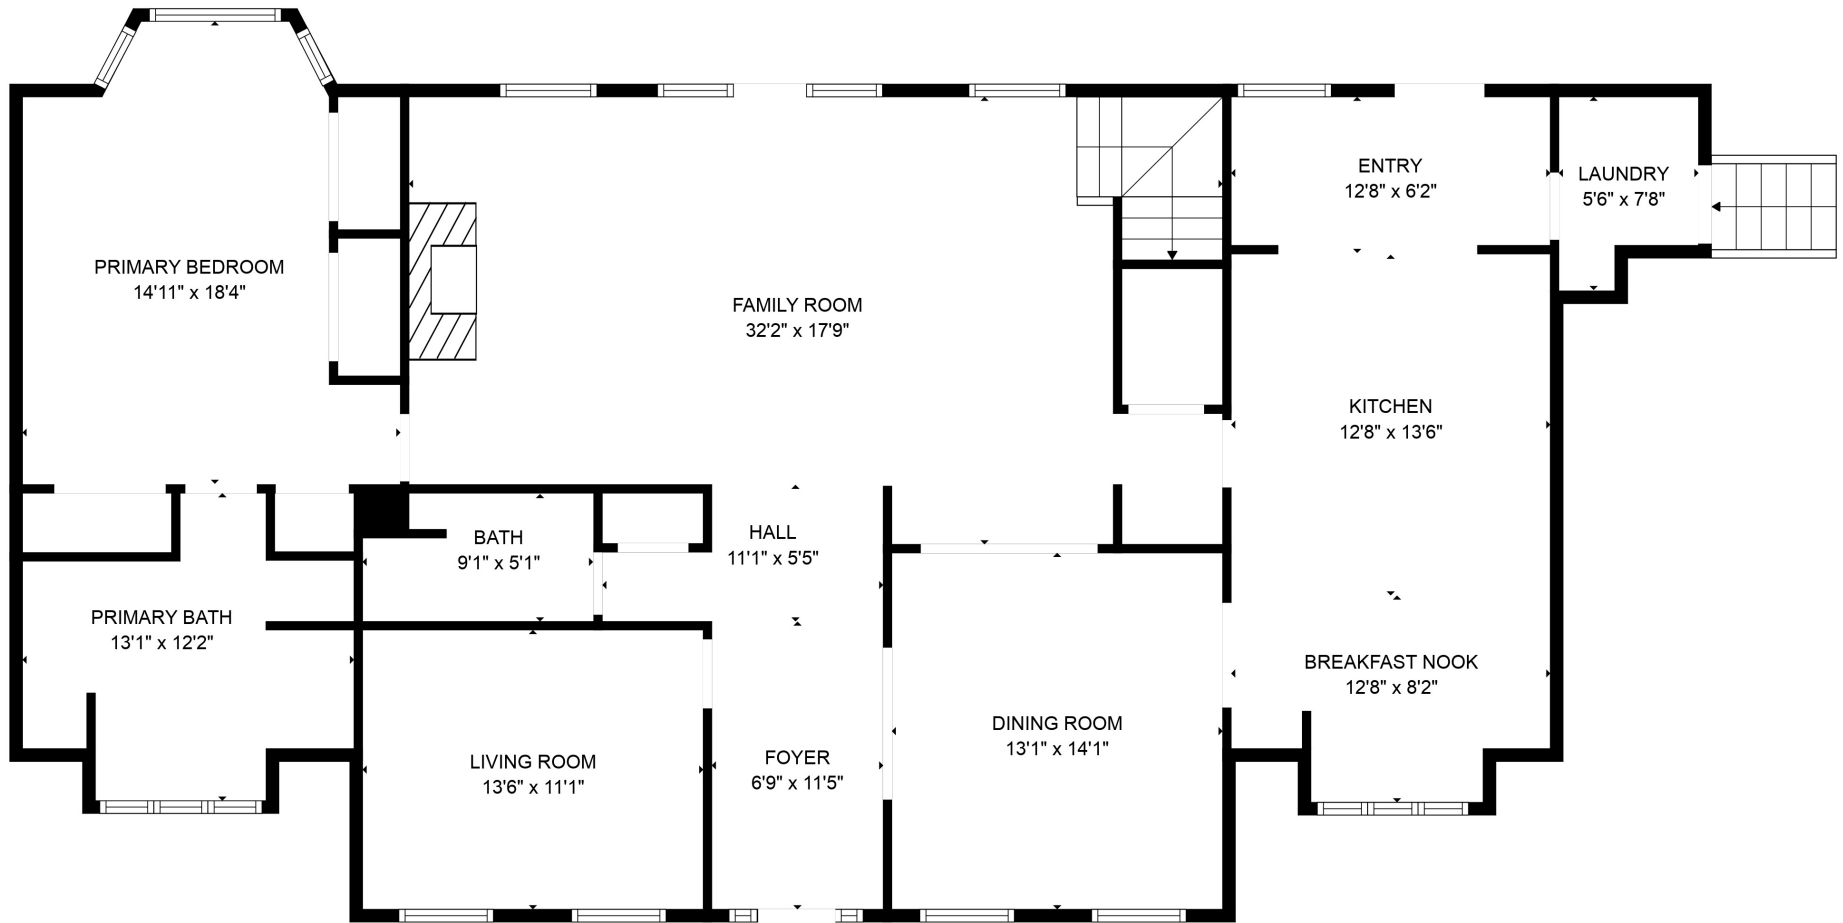 ENTRY
12'8" x 6'2"
LAUNDRY
5'6" x 7'8"
PRIMARY BEDROOM
14'11" x 18'4"
FAMILY ROOM
32'2" x 17'9"
KITCHEN
12'8" x 13'6"
BATH
9'1" x 5'1"
HALL
11'1" x 5'5"
PRIMARY BATH
13'1" x 12'2"
BREAKFAST NOOK
12'8" x 8'2"
DINING ROOM
13'1" x 14'1"
LIVING ROOM
13'6" x 11'1"
FOYER
6'9" x 11'5"